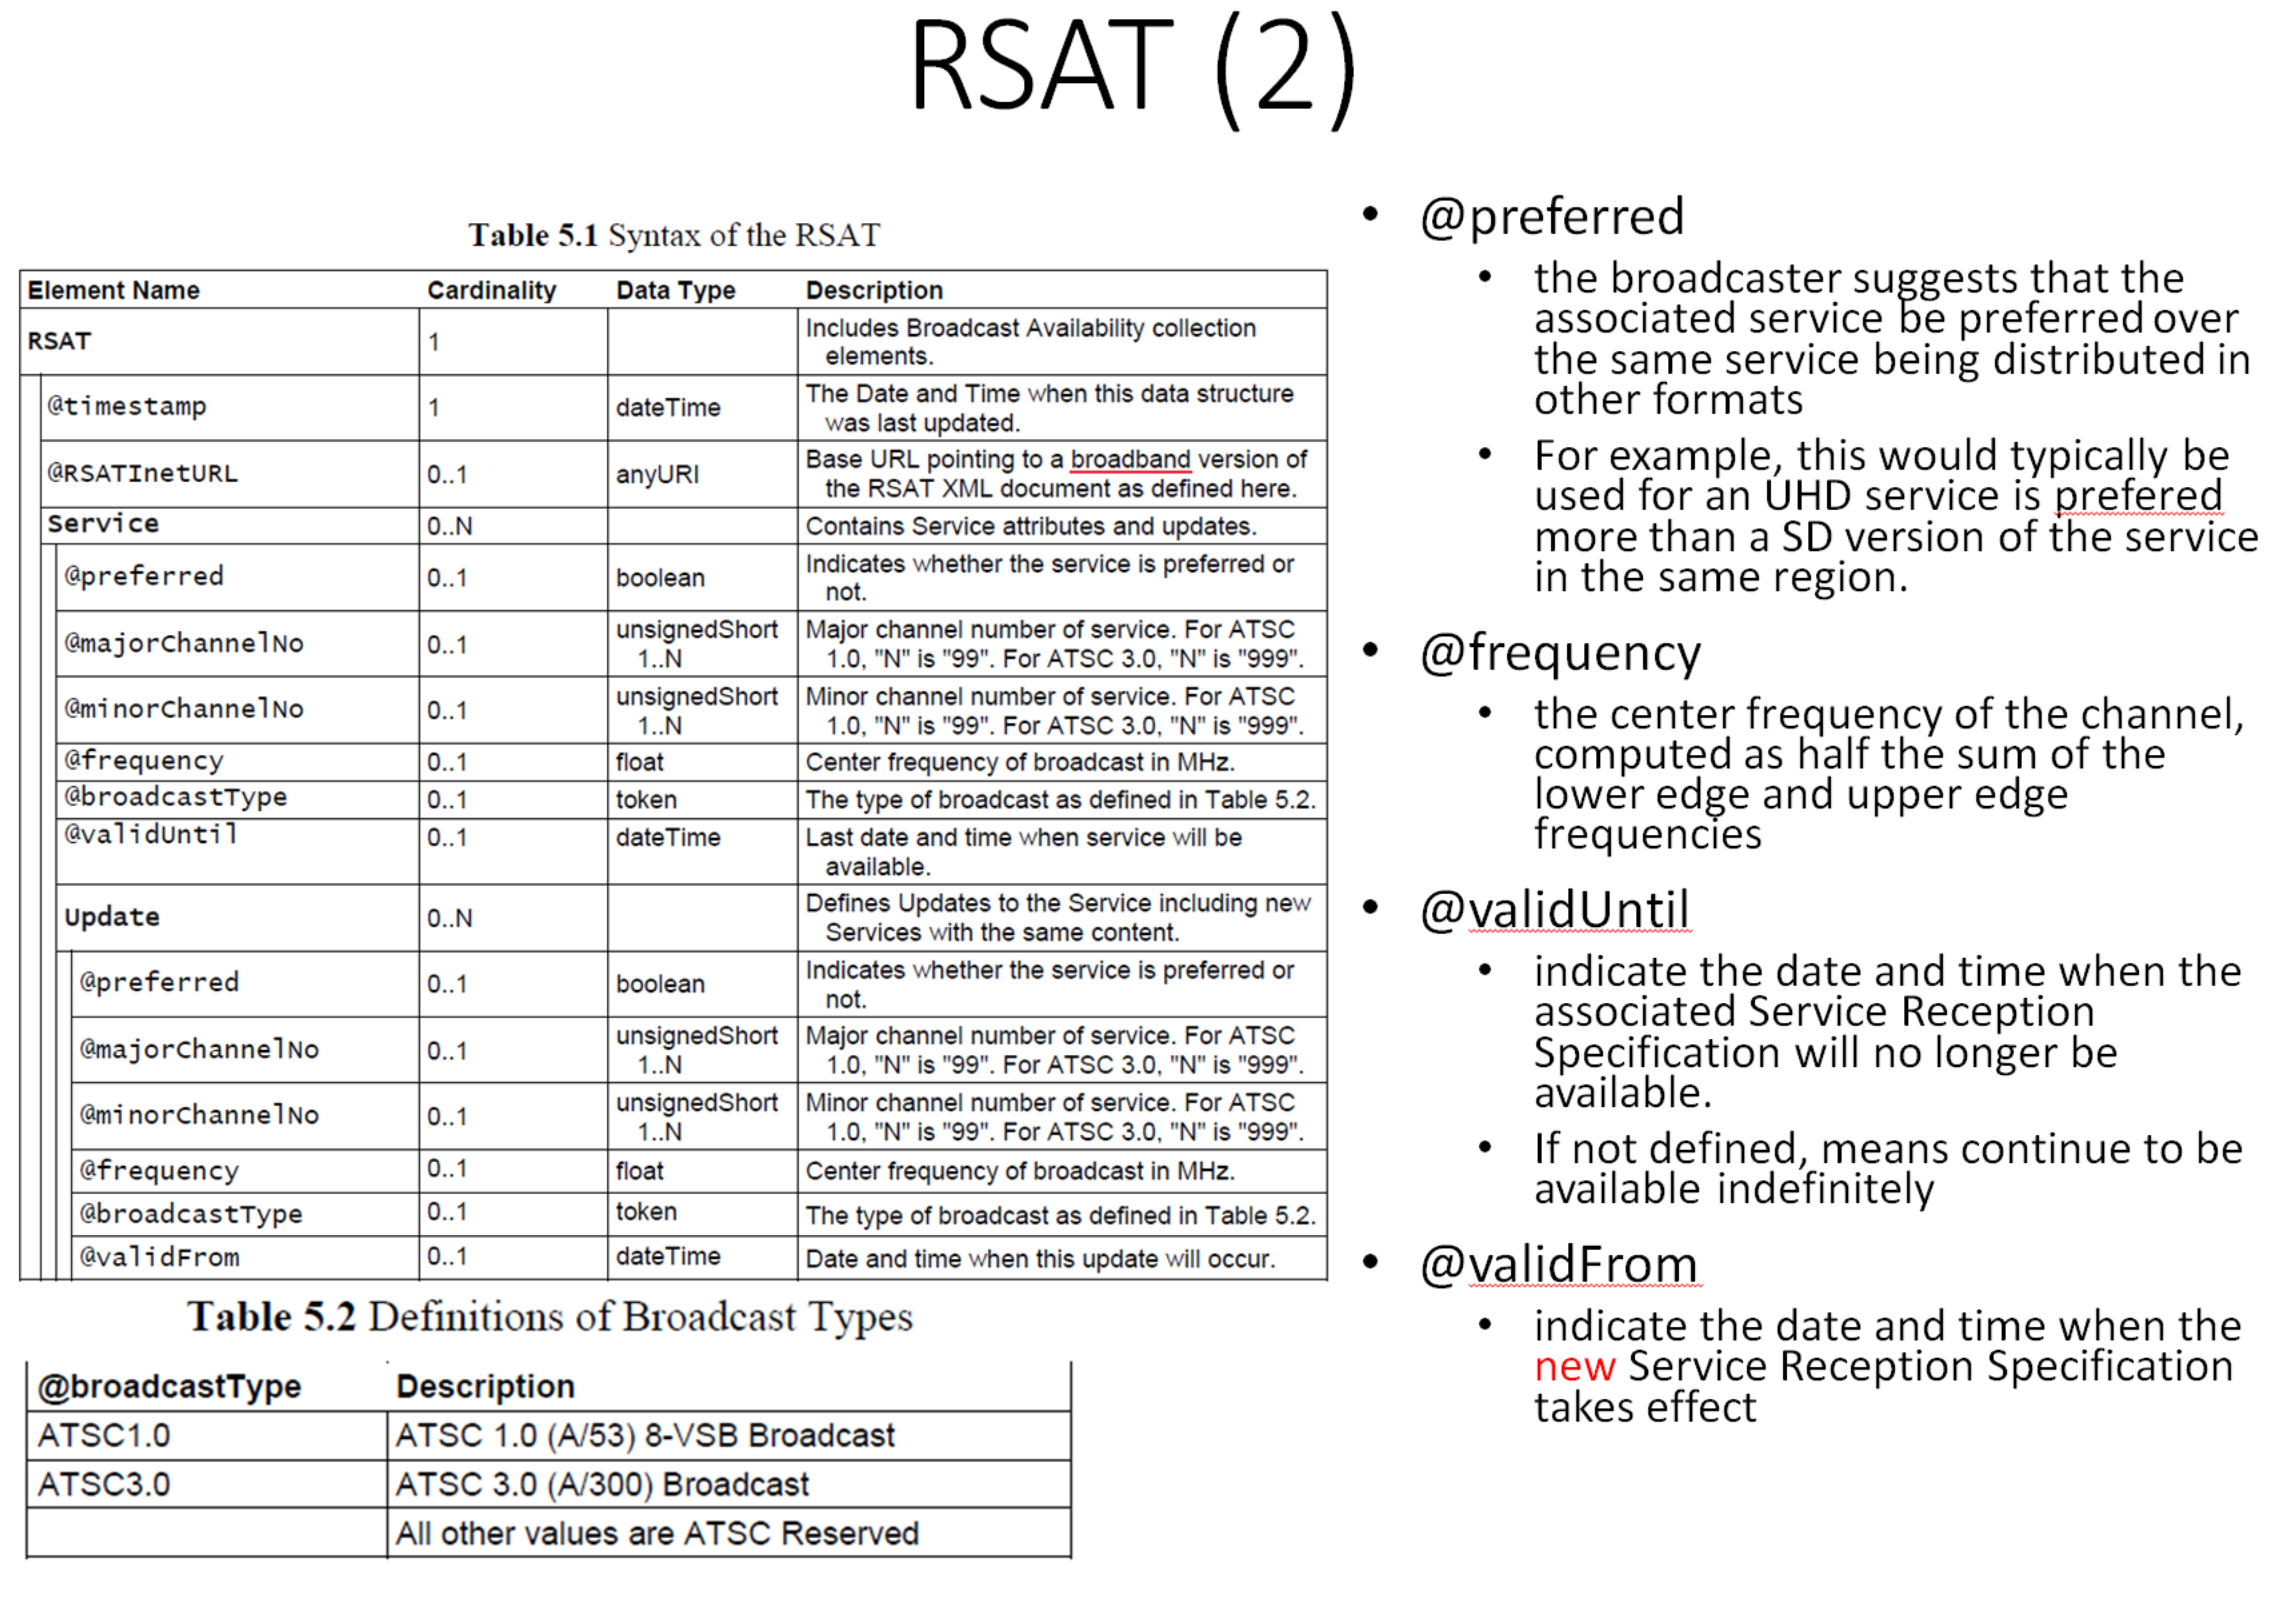 RSAT (2)
Table 5.1 Syntax of the RSAT
Element Name Cardinality Data Type Description
RSAT 1 Includes Broadcast Availability collection
elements.
@timestamp 1 dateTime The Date and Time when this data structure
was last updated.
@RSATInetURL 0..1 anyURI Base URL pointing to a broadband version of
the RSAT XML document as defined here.
Service 0..N Contains Service attributes and updates.
@preferred 0..1 boolean Indicates whether the service is preferred or
not.
@majorChannelNo 0..1 unsignedShort Major channel number of service. For ATSC
1..N 1.0, "N" is "99". For ATSC 3.0, "N" is "999".
@minorChannelNo 0..1 unsignedShort Minor channel number of service. For ATSC
1..N 1.0, "N" is "99". For ATSC 3.0, "N" is "999".
@frequency 0..1 float Center frequency of broadcast in MHz.
@broadcastType 0..1 token The type of broadcast as defined in Table 5.2.
@validUntil 0..1 dateTime Last date and time when service will be
available.
Update 0..N Defines Updates to the Service including new
Services with the same content.
@preferred 0..1 boolean Indicates whether the service is preferred or
not.
@majorChannelNo 0..1 unsignedShort Major channel number of service. For ATSC
1..N 1.0, "N" is "99". For ATSC 3.0, "N" is "999".
@minorChannelNo 0..1 unsignedShort Minor channel number of service. For ATSC
1..N 1.0, "N" is "99". For ATSC 3.0, "N" is "999".
@frequency 0..1 float Center frequency of broadcast in MHz.
@broadcastType 0..1 token The type of broadcast as defined in Table 5.2.
@validFrom 0..1 dateTime Date and time when this update will occur.
Table 5.2 Definitions of Broadcast Types
@broadcastType Description
ATSC1.0 ATSC 1.0 (A/53) 8-VSB Broadcast
ATSC3.0 ATSC 3.0 (A/300) Broadcast
All other values are ATSC Reserved
• @preferred
• the broadcaster suggests that the
associated service be preferred over
the same service being distributed in
other formats
• For example, this would typically be
used for an UHD service is prefered
more than a SD version of the service
in the same region.
• @frequency
• the center frequency of the channel,
computed as half the sum of the
lower edge and upper edge
frequencies
• @validUntil
• indicate the date and time when the
associated Service Reception
Specification will no longer be
available.
• If not defined, means continue to be
available indefinitely
• @validFrom
• indicate the date and time when the
new Service Reception Specification
takes effect